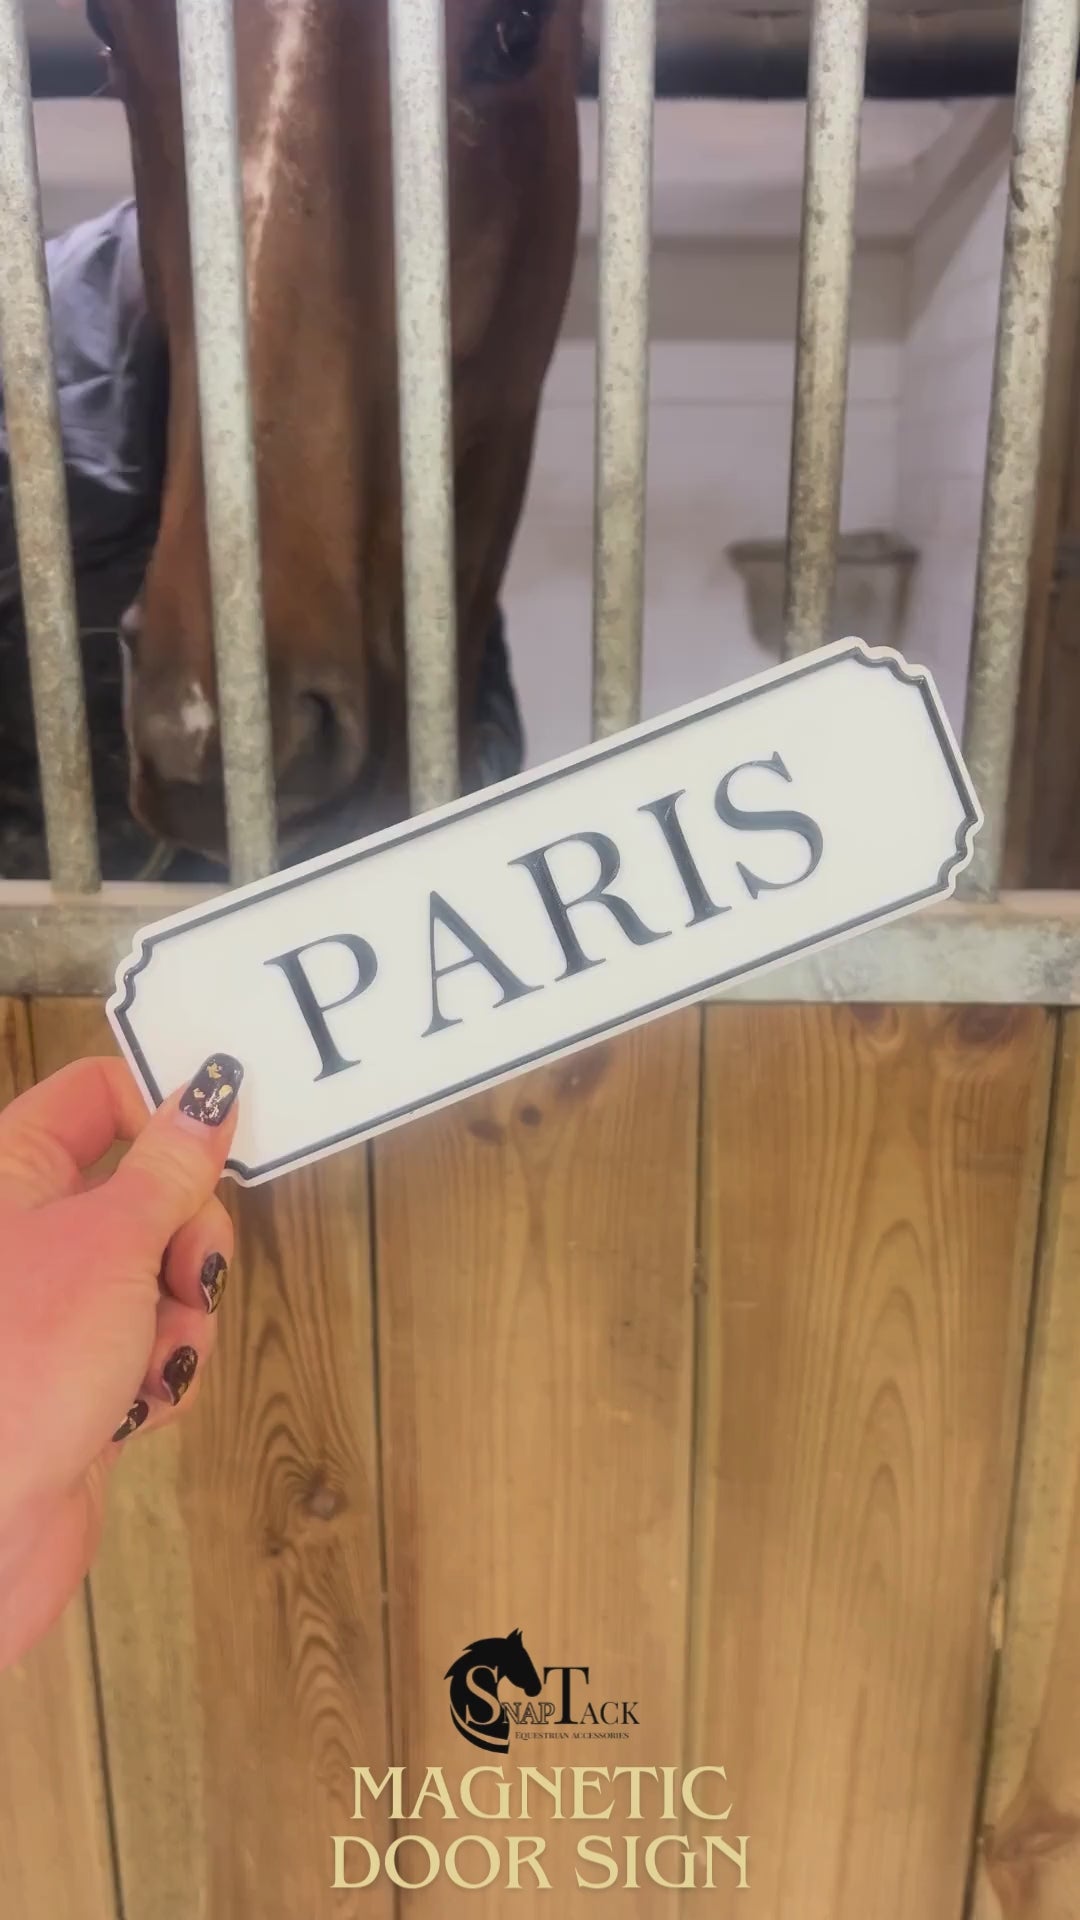 PARIS
SNAPTACK
EQUESTRIAN ACCESSORIES
MAGNETIC
DOOR SIGN